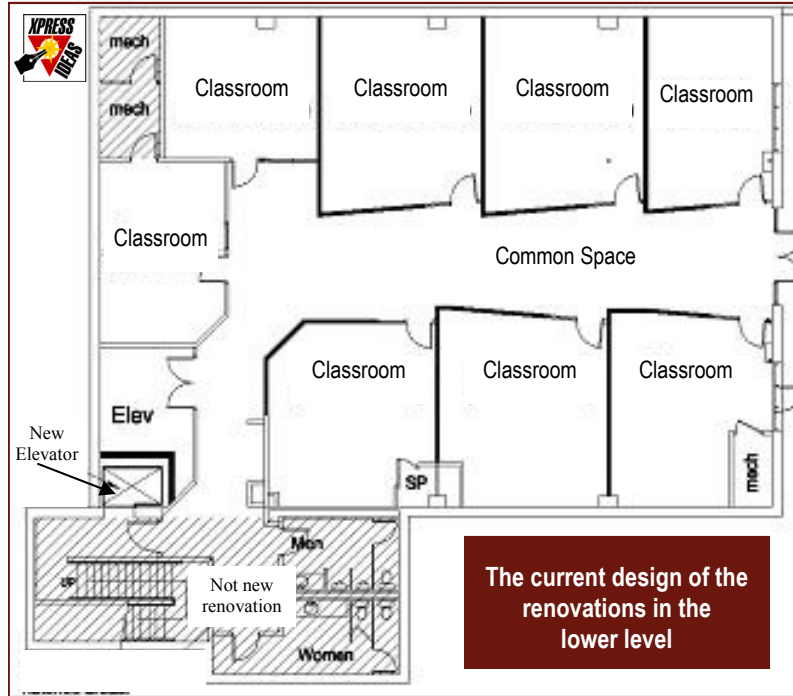 XPRESS
IDEAS
mech
mech
Classroom
Classroom
Classroom
Classroom
Classroom
Common Space
Classroom
Classroom
Classroom
Elev
New
Elevator
SP
mech
Men
UP
Not new
renovation
Women
The current design of the
renovations in the
lower level